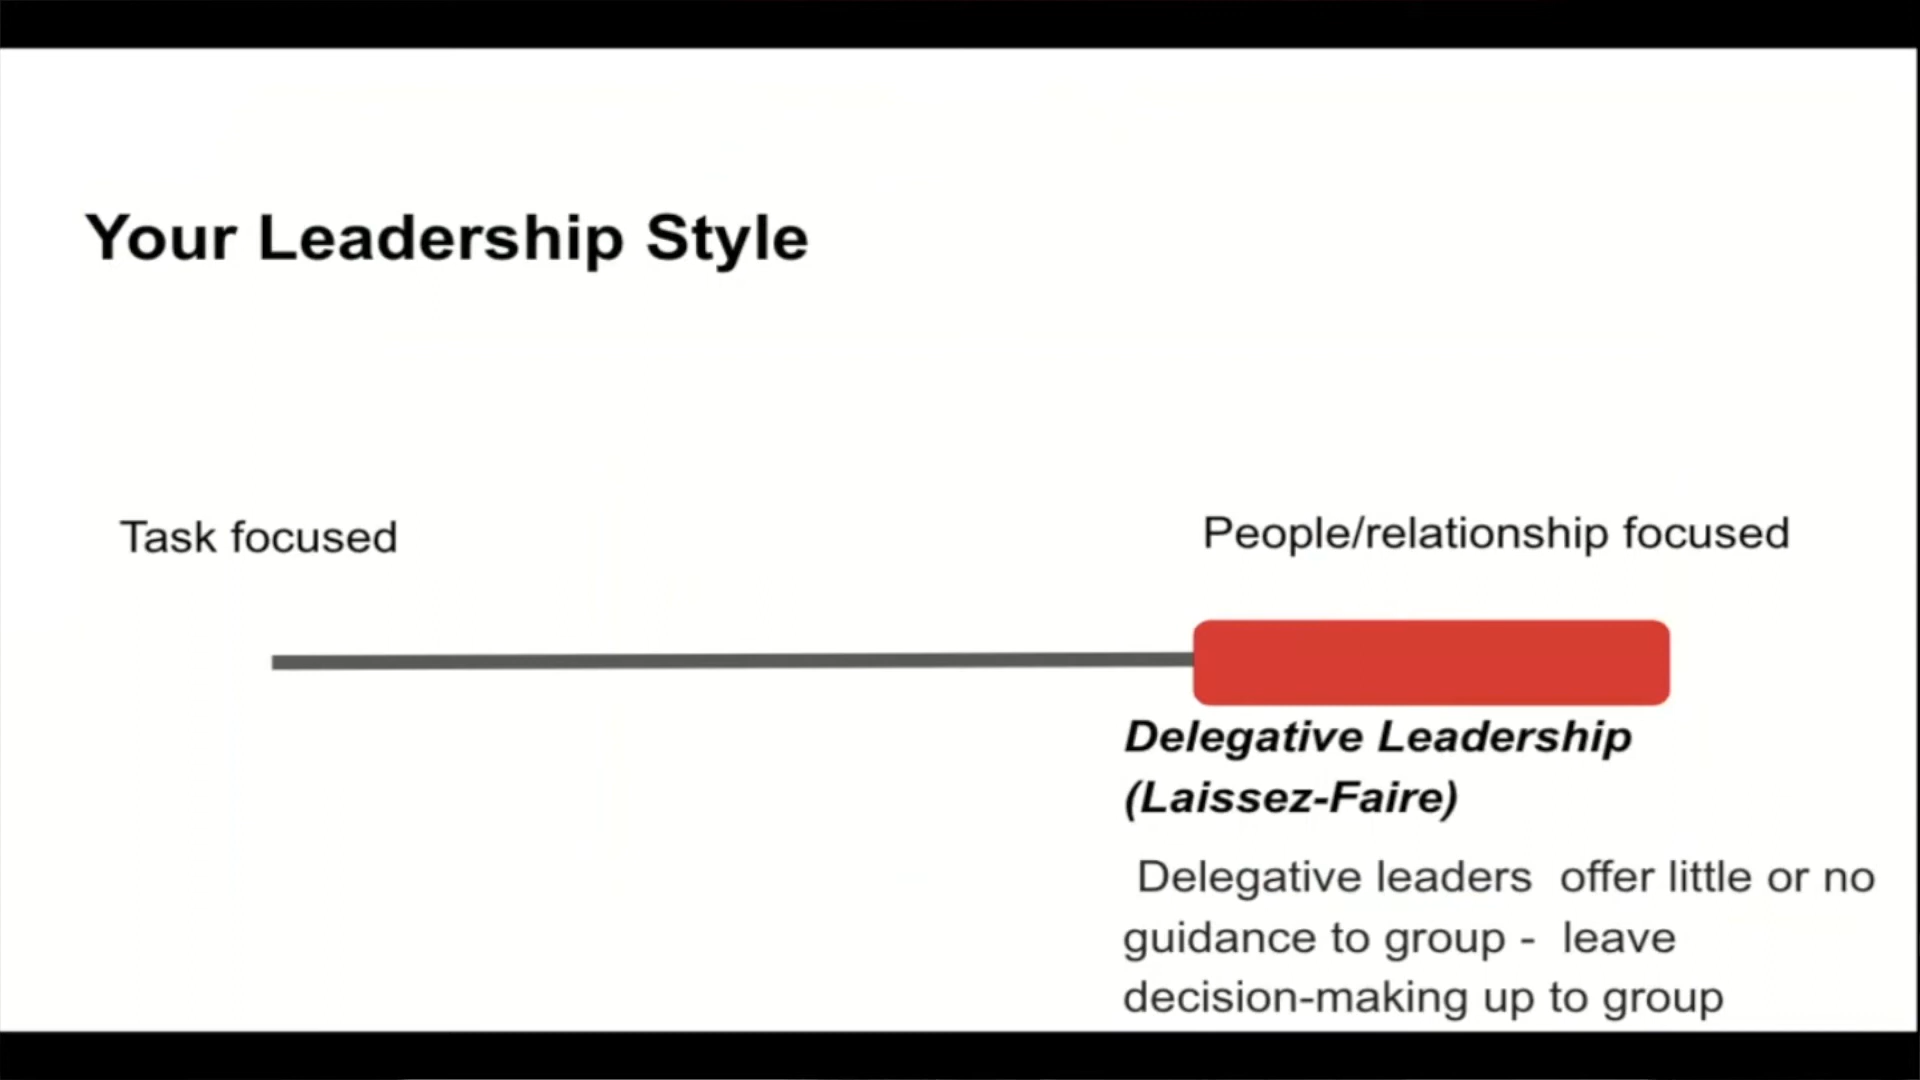 Your Leadership Style
Task focused
People/relationship focused
Delegative Leadership
(Laissez-Faire)
Delegative leaders offer little or no
guidance to group - leave
decision-making up to group